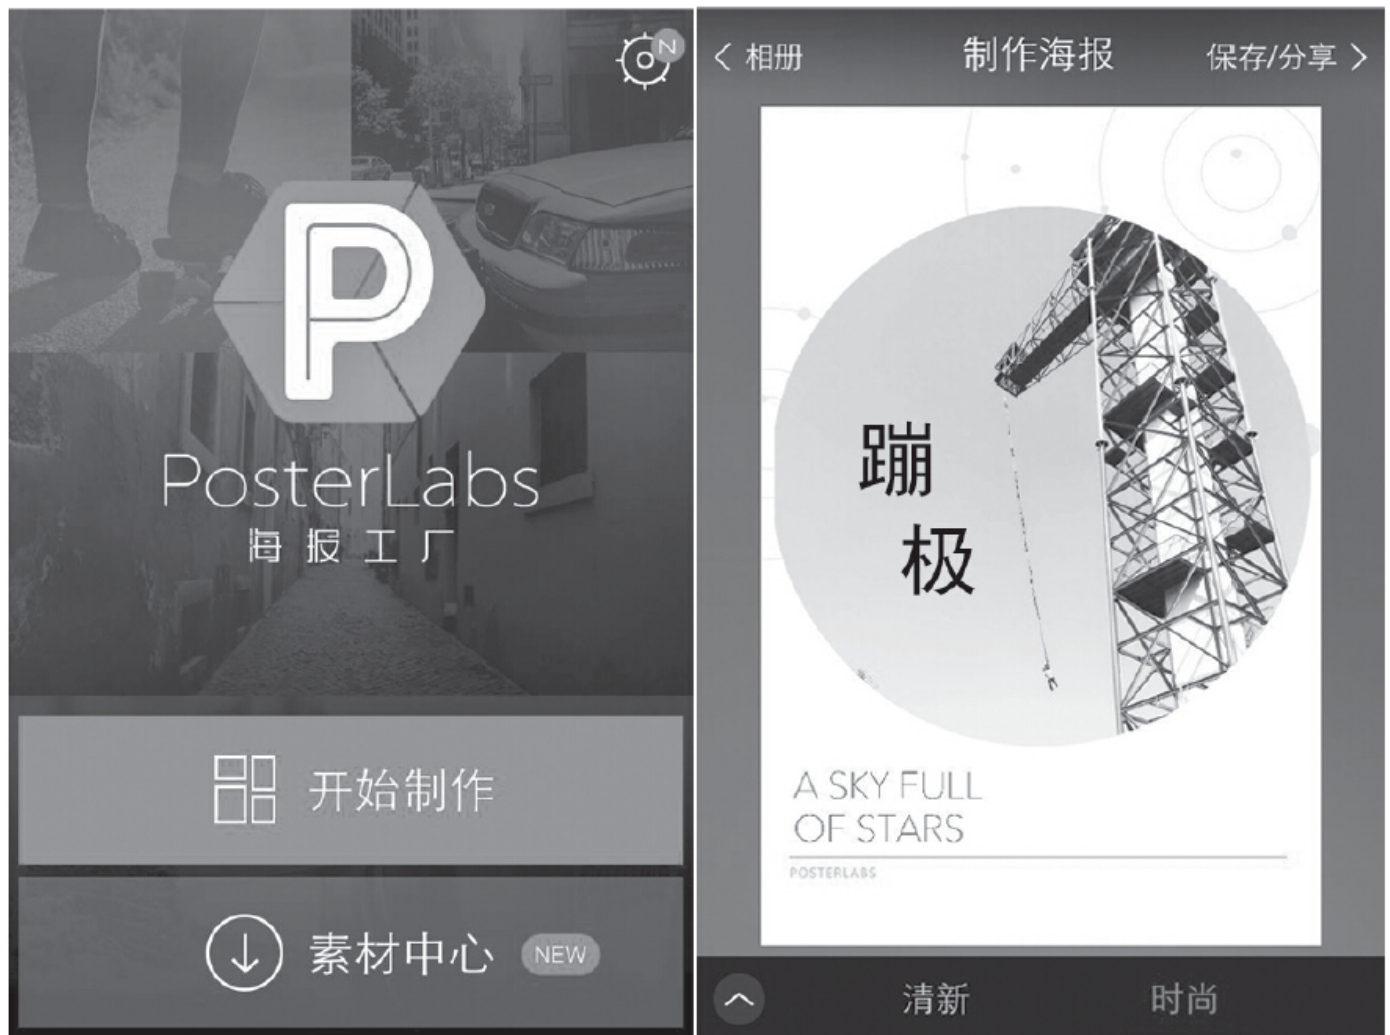 N
P
PosterLabs
海报工厂
开始制作
素材中心 NEW
相册 制作海报 保存/分享
蹦
极
A SKY FULL
OF STARS
POSTERLABS
清新 时尚